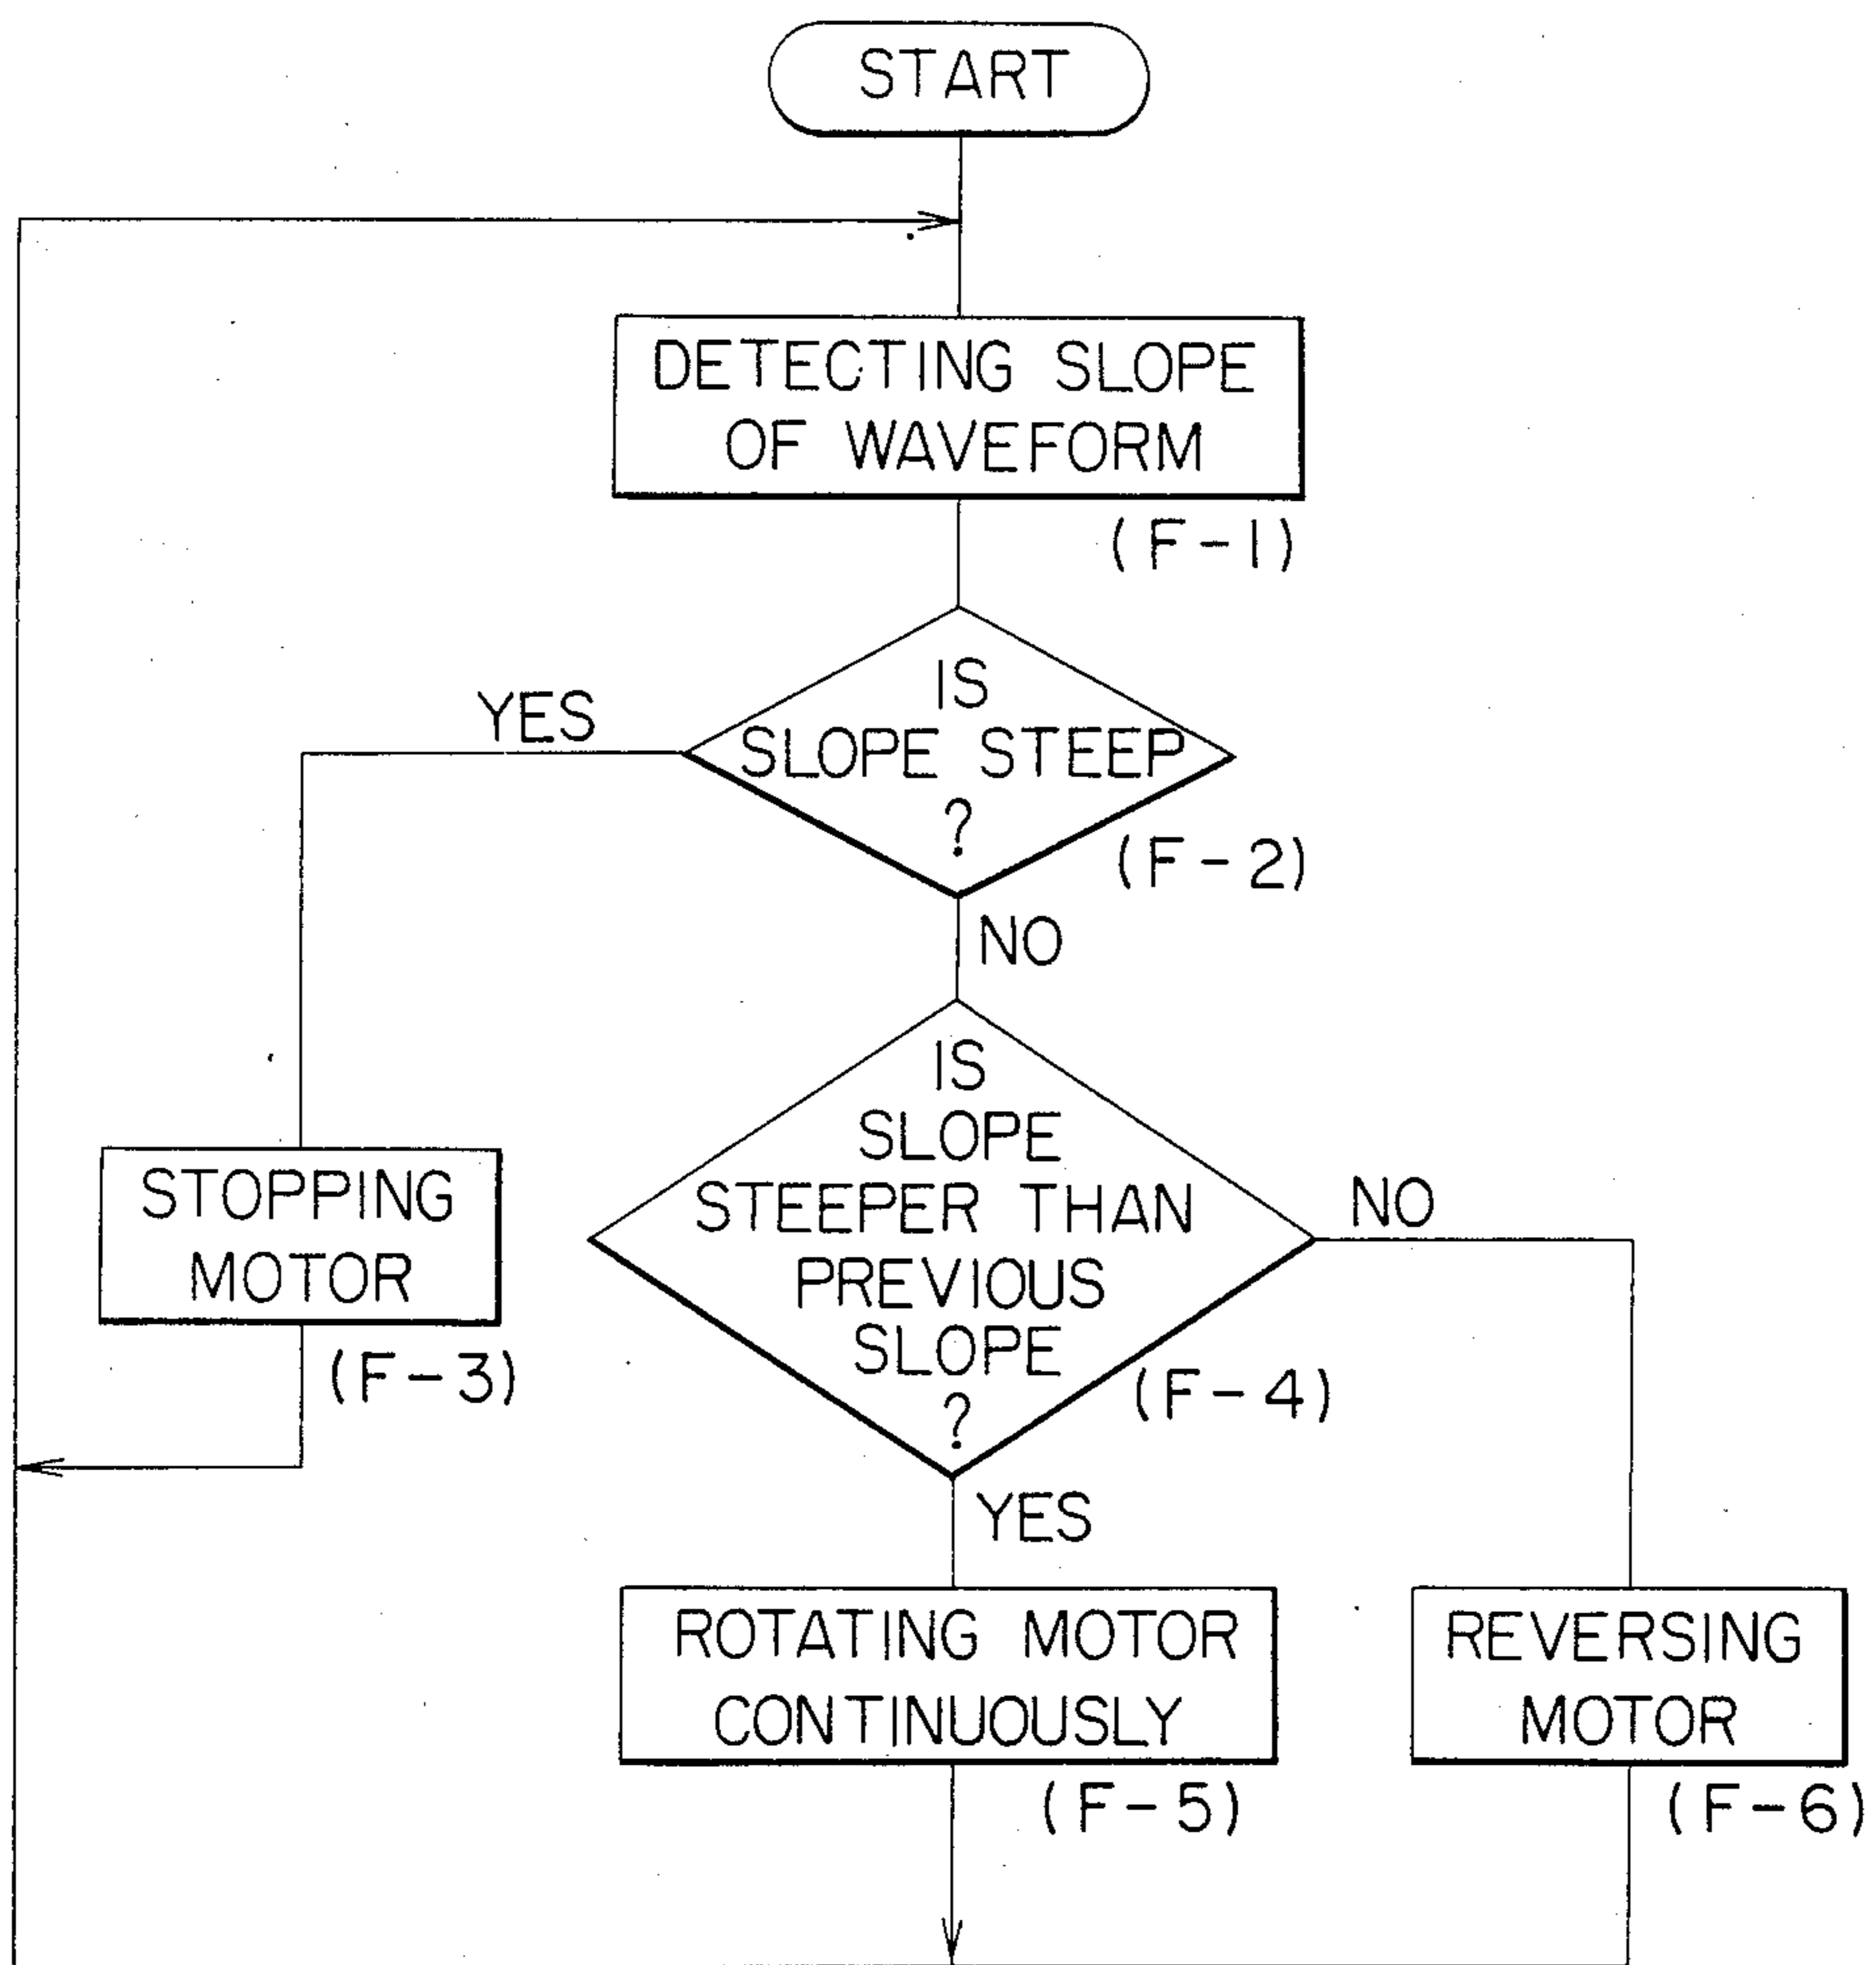 START
DETECTING SLOPE
OF WAVEFORM
(F-1)
IS
SLOPE STEEP
?
(F-2)
YES
NO
STOPPING
MOTOR
(F-3)
IS
SLOPE
STEEPER THAN
PREVIOUS
SLOPE
?
(F-4)
NO
YES
ROTATING MOTOR
CONTINUOUSLY
(F-5)
REVERSING
MOTOR
(F-6)